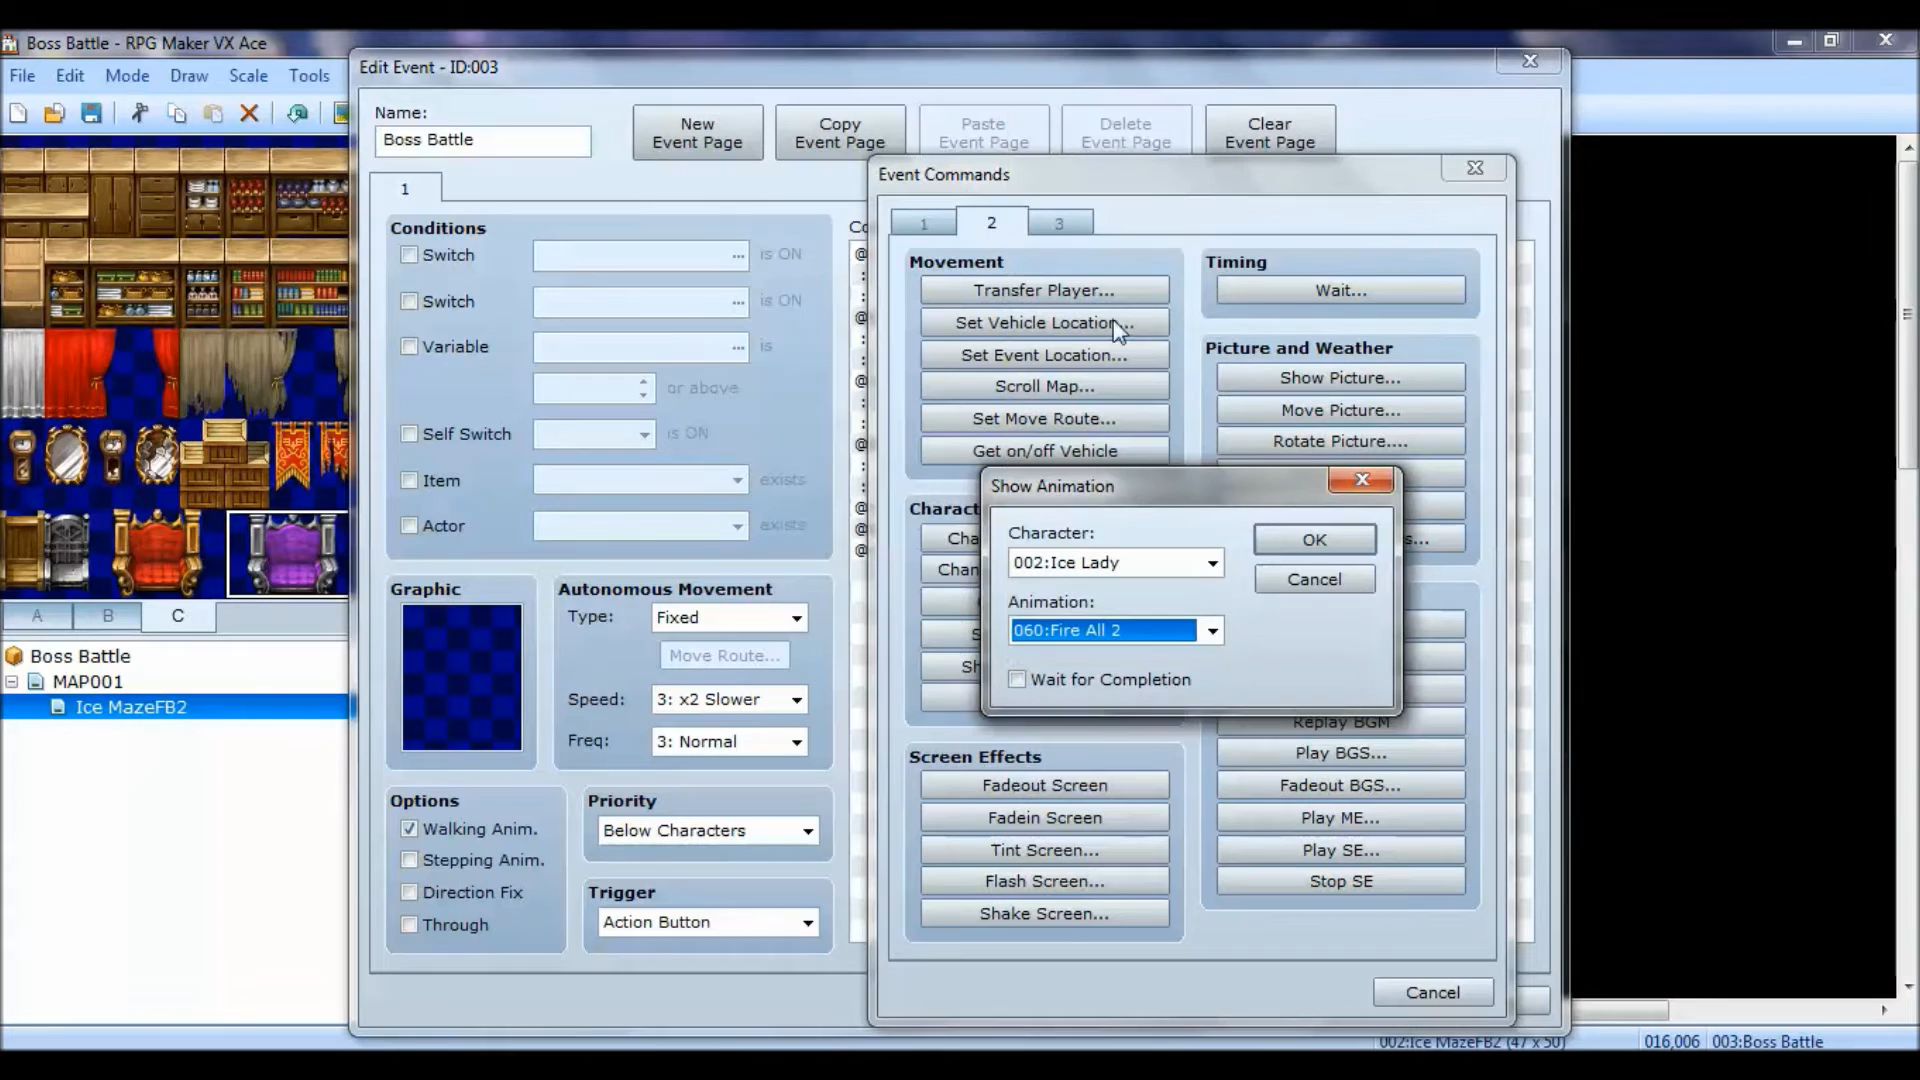 Boss Battle - RPG Maker VX Ace
File Edit Mode Draw Scale Tools
A B C
Boss Battle
MAP001
Ice MazeFB2
Edit Event - ID:003
Name:
Boss Battle
New Event Page
Copy Event Page
Paste Event Page
Delete Event Page
Clear Event Page
1
Conditions
Switch ... is ON
Switch ... is ON
Variable ... is
or above
Self Switch is ON
Item exists
Actor exists
Graphic
Autonomous Movement
Type: Fixed
Move Route...
Speed: 3: x2 Slower
Freq: 3: Normal
Options
Walking Anim.
Stepping Anim.
Direction Fix
Through
Priority
Below Characters
Trigger
Action Button
Event Commands
1 2 3
Movement
Transfer Player...
Set Vehicle Location...
Set Event Location...
Scroll Map...
Set Move Route...
Get on/off Vehicle
Charact
Cha
Chan
S
Sh
Screen Effects
Fadeout Screen
Fadein Screen
Tint Screen...
Flash Screen...
Shake Screen...
Timing
Wait...
Picture and Weather
Show Picture...
Move Picture...
Rotate Picture....
s...
Replay BGM
Play BGS...
Fadeout BGS...
Play ME...
Play SE...
Stop SE
Cancel
Show Animation
Character:
002:Ice Lady
Animation:
060:Fire All 2
Wait for Completion
OK
Cancel
002:Ice MazeFB2 (47 x 50)
016,006
003:Boss Battle